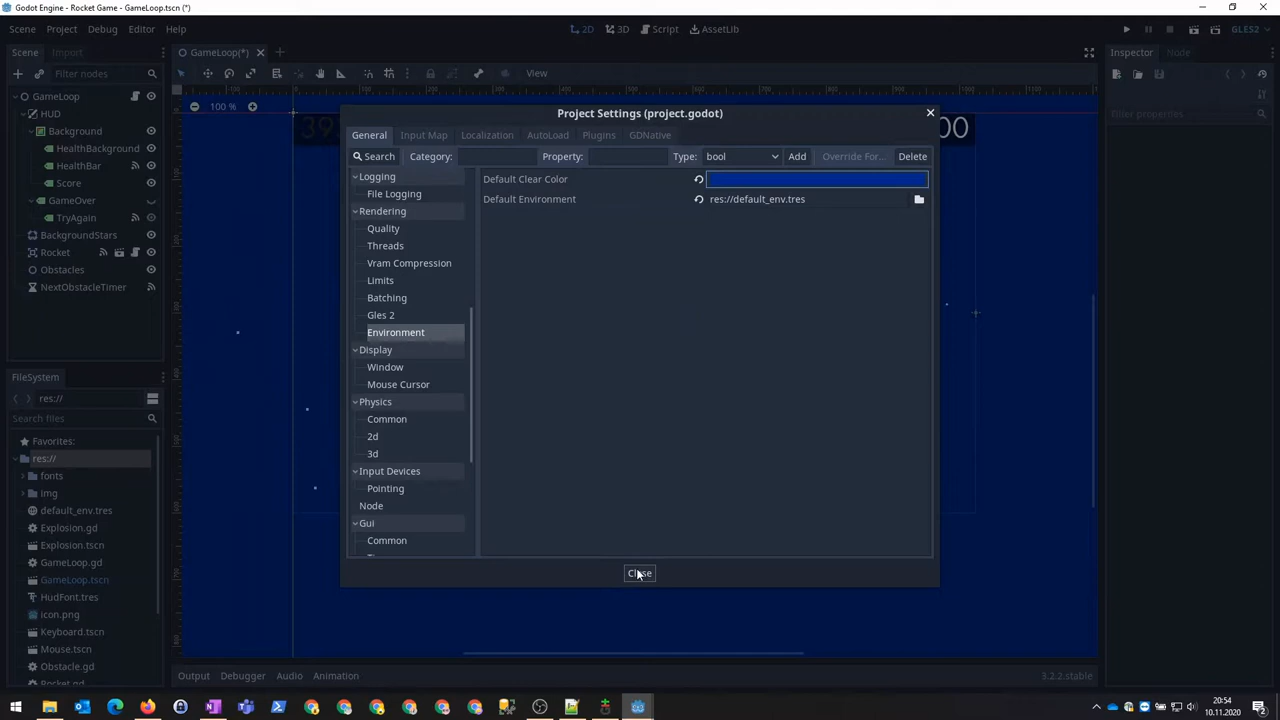 Godot Engine - Rocket Game - GameLoop.tscn (*)
Scene Project Debug Editor Help
2D 3D Script AssetLib
GLES2
Scene Import
GameLoop(*)
Inspector Node
Filter nodes
View
100 %
Filter properties
GameLoop
HUD
Background
HealthBackground
HealthBar
Score
GameOver
TryAgain
BackgroundStars
Rocket
Obstacles
NextObstacleTimer
39.
00
Project Settings (project.godot)
General Input Map Localization AutoLoad Plugins GDNative
Search Category: Property: Type: bool Add Override For... Delete
Logging
File Logging
Rendering
Quality
Threads
Vram Compression
Limits
Batching
Gles 2
Environment
Display
Window
Mouse Cursor
Physics
Common
2d
3d
Input Devices
Pointing
Node
Gui
Common
Default Clear Color
Default Environment res://default_env.tres
Close
FileSystem
res://
Search files
Favorites:
res://
fonts
img
default_env.tres
Explosion.gd
Explosion.tscn
GameLoop.gd
GameLoop.tscn
HudFont.tres
icon.png
Keyboard.tscn
Mouse.tscn
Obstacle.gd
Rocket.gd
Output Debugger Audio Animation
3.2.2.stable
20:54
10.11.2020
2